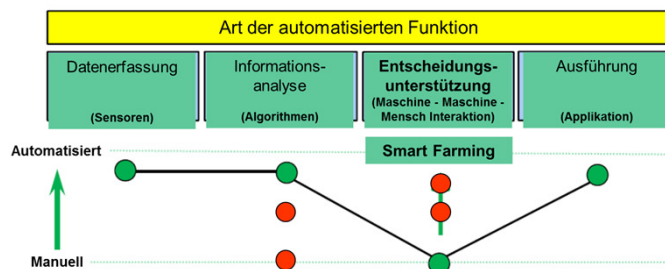 Art der automatisierten Funktion
Datenerfassung
(Sensoren)
Informations-
analyse
(Algorithmen)
Entscheidungs-
unterstützung
(Maschine - Maschine -
Mensch Interaktion)
Ausführung
(Applikation)
Automatisiert
Smart Farming
Manuell